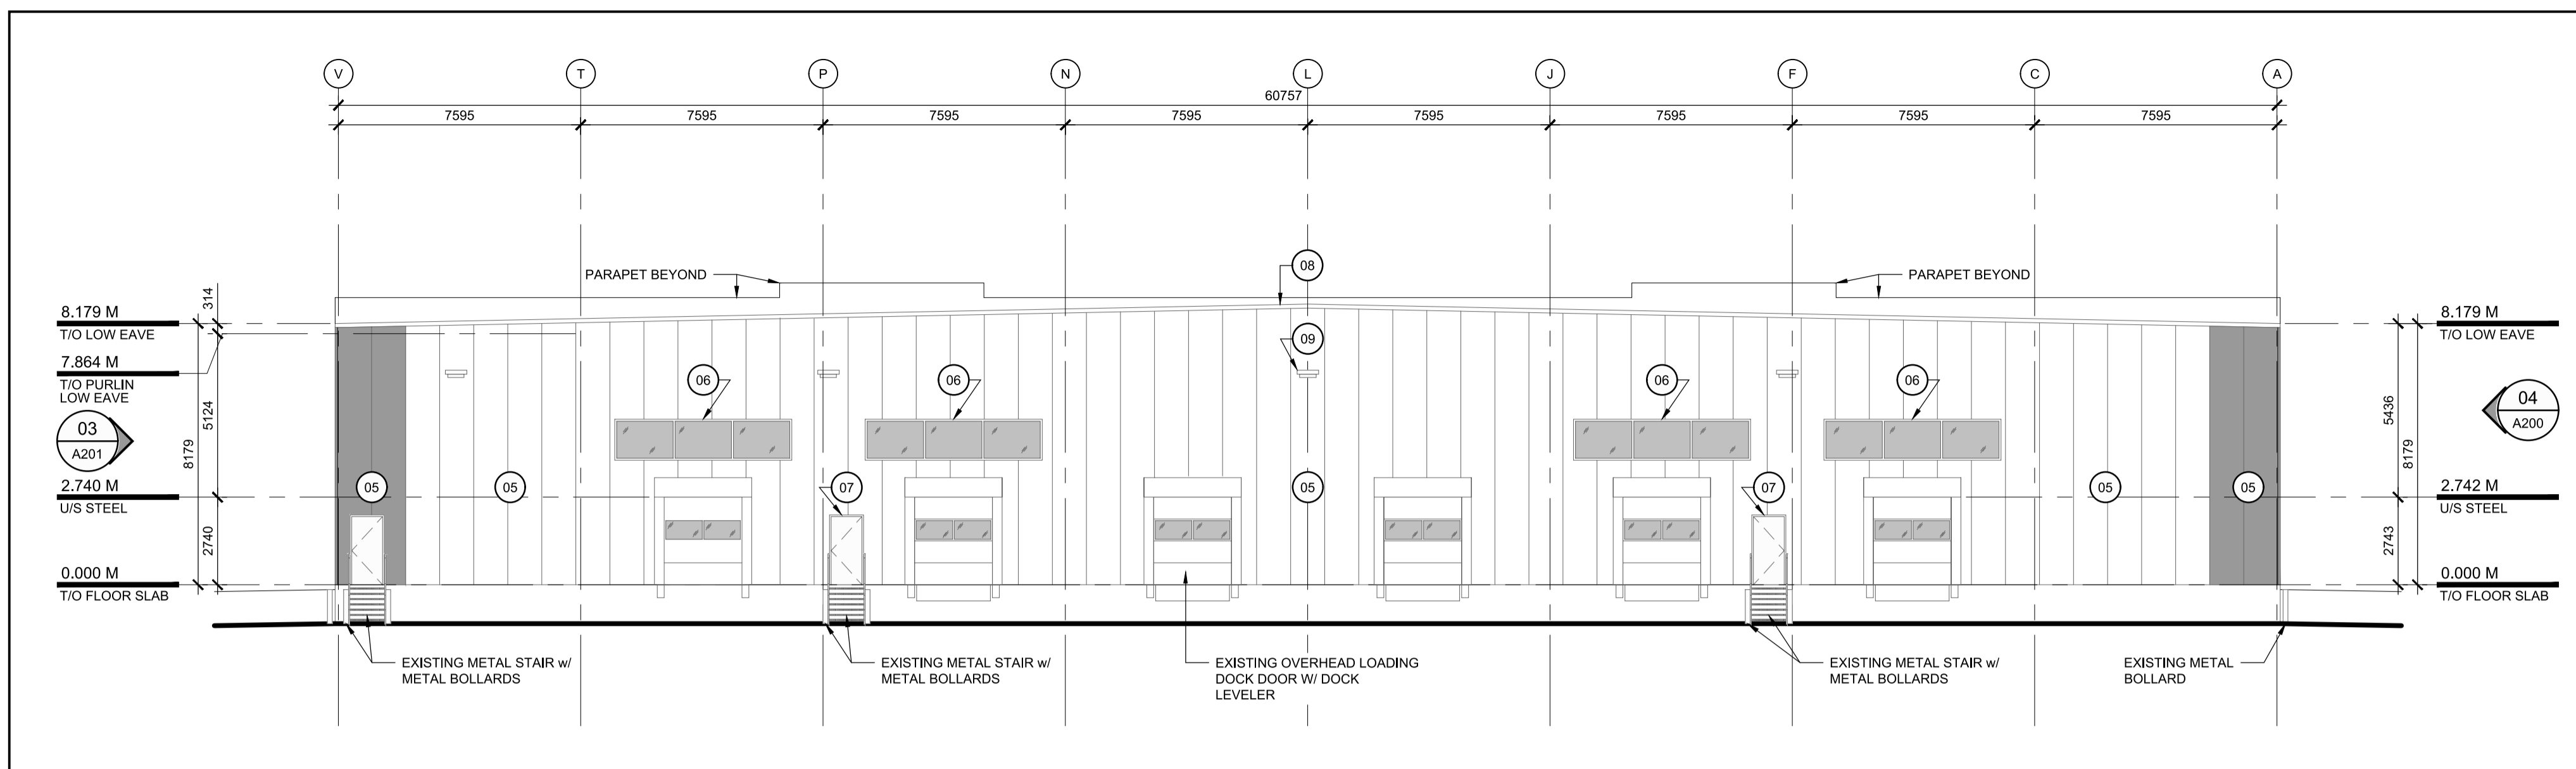 V T P N L J F C A
60757
7595 7595 7595 7595 7595 7595 7595 7595
08
PARAPET BEYOND
PARAPET BEYOND
314
8.179 M
T/O LOW EAVE
8.179 M
T/O LOW EAVE
09
7.864 M
T/O PURLIN
LOW EAVE
06 06 06 06
5124
5436
03
A201
04
A200
8179
8179
2.740 M
U/S STEEL
05 05 07 05 07 05 05
2.742 M
U/S STEEL
2740
2743
0.000 M
T/O FLOOR SLAB
0.000 M
T/O FLOOR SLAB
EXISTING METAL STAIR w/
METAL BOLLARDS
EXISTING METAL STAIR w/
METAL BOLLARDS
EXISTING OVERHEAD LOADING
DOCK DOOR W/ DOCK
LEVELER
EXISTING METAL STAIR w/
METAL BOLLARDS
EXISTING METAL
BOLLARD